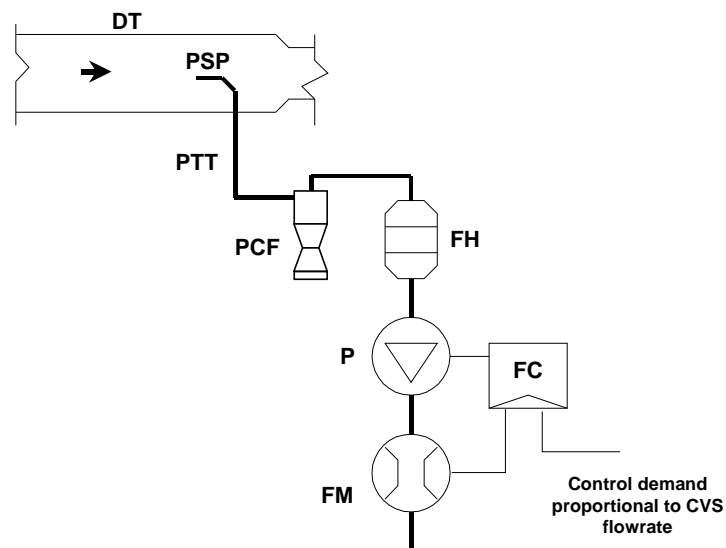 DT
PSP
PTT
PCF
FH
P
FC
FM
Control demand
proportional to CVS
flowrate